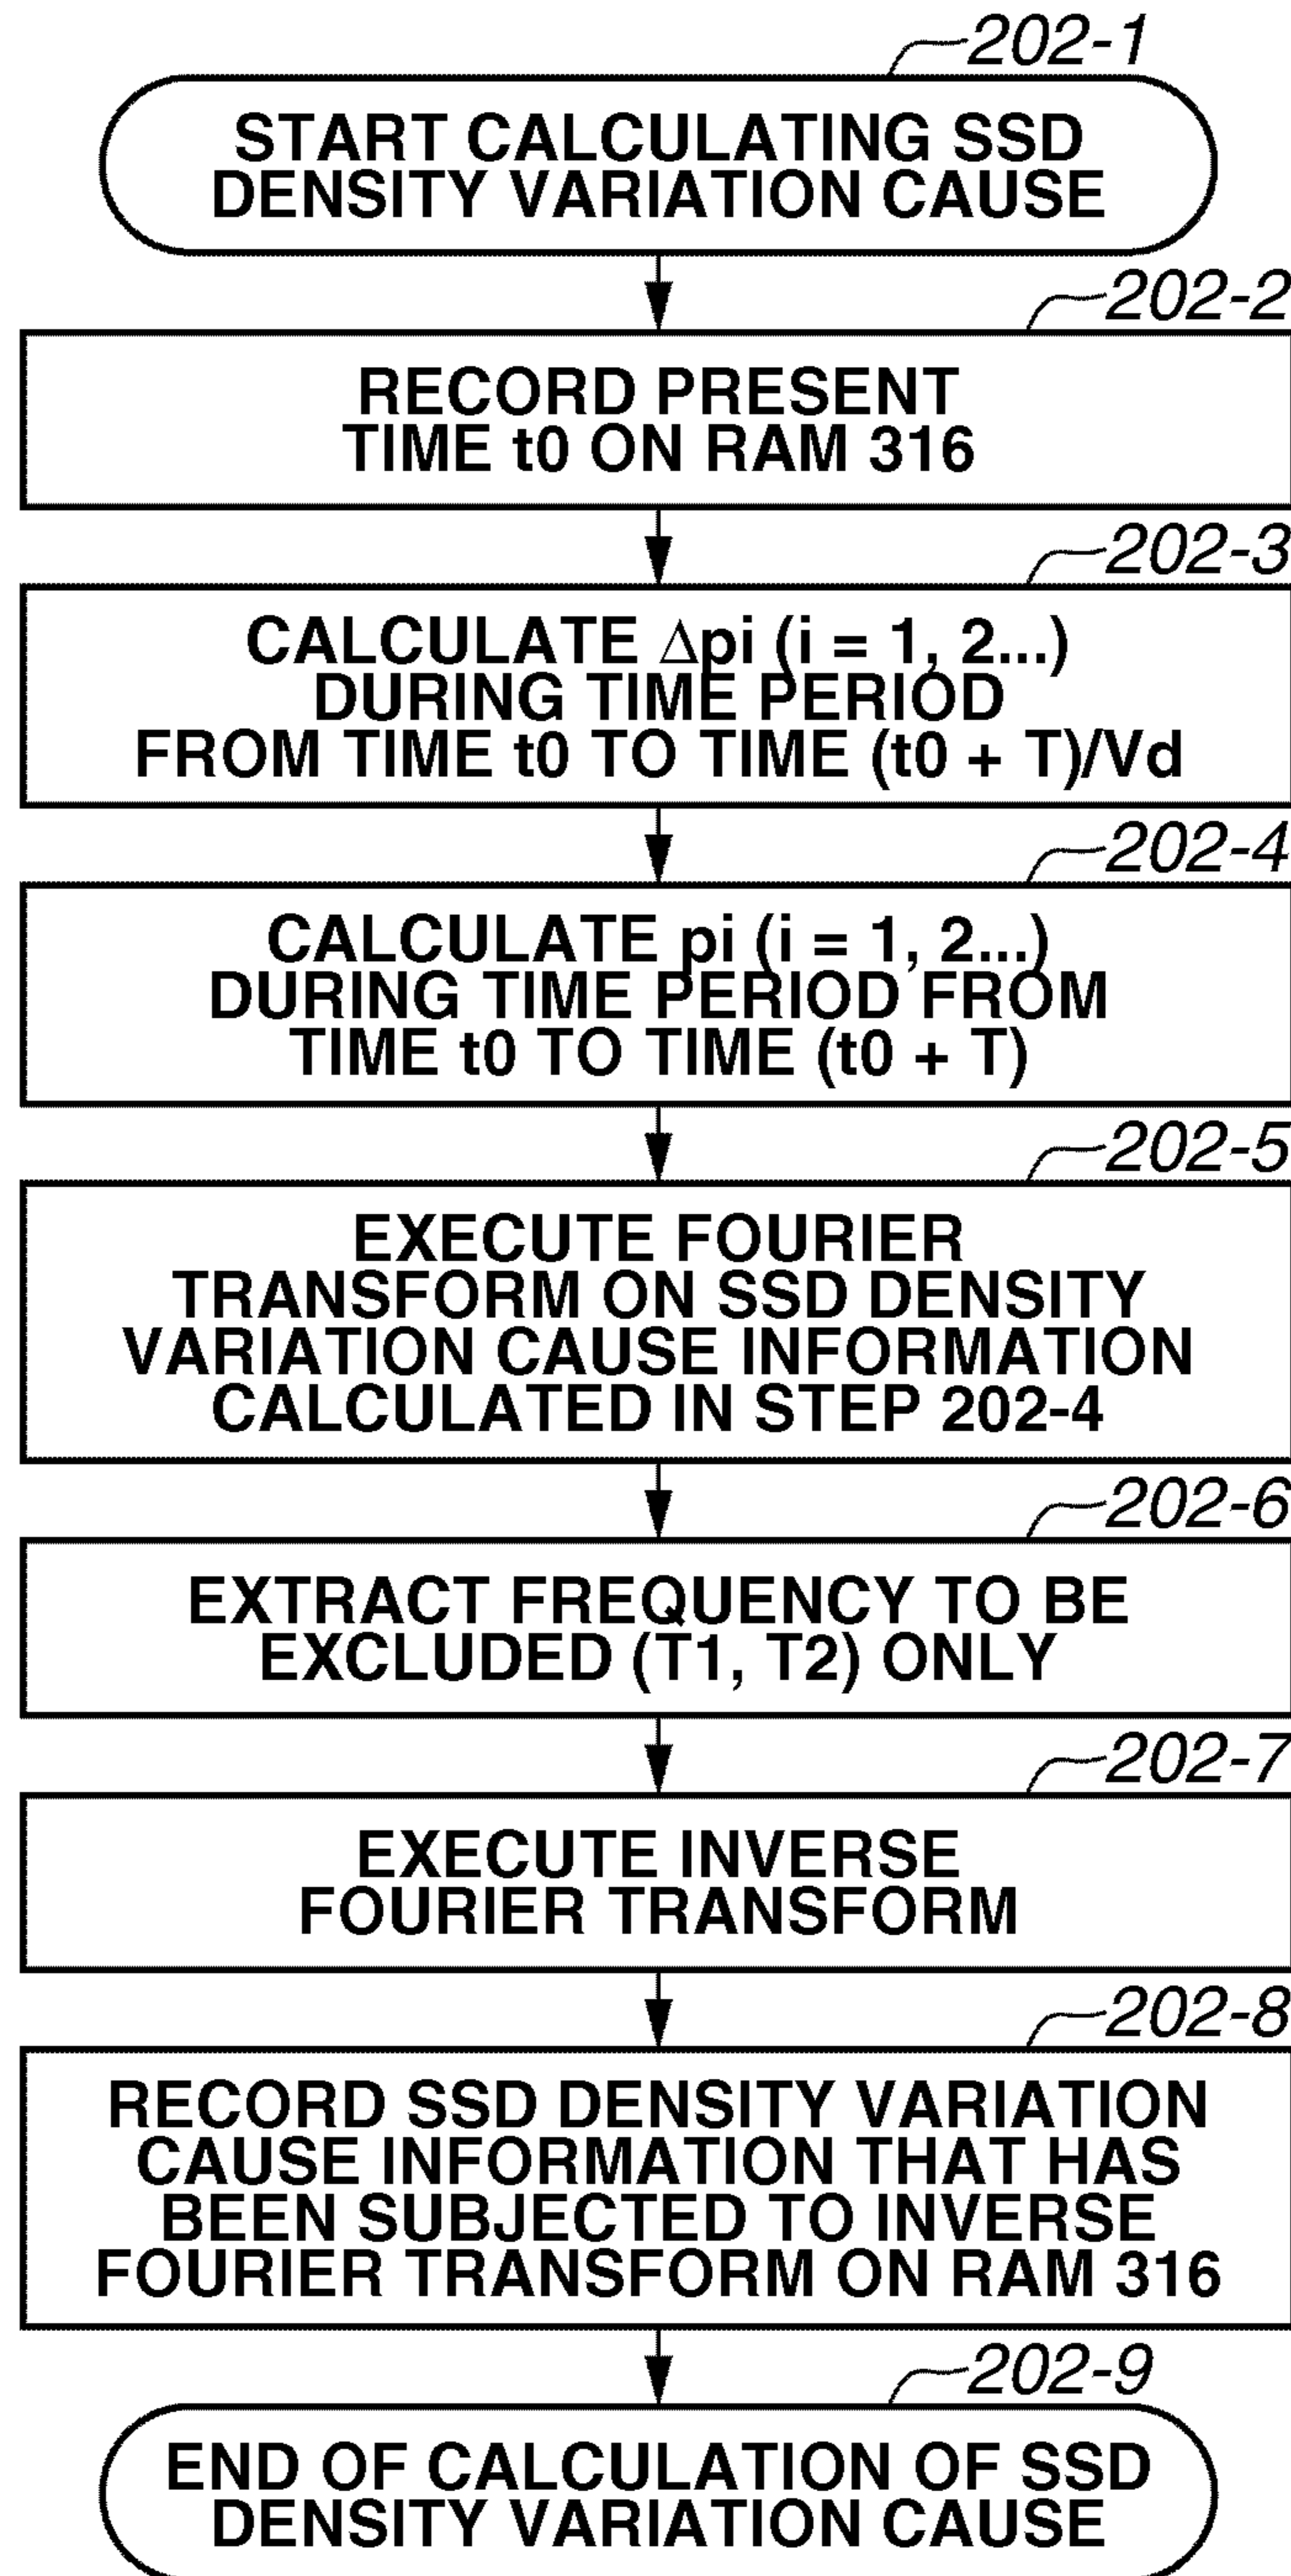 202-1
START CALCULATING SSD
DENSITY VARIATION CAUSE
202-2
RECORD PRESENT
TIME t0 ON RAM 316
202-3
CALCULATE Δpi (i = 1, 2...)
DURING TIME PERIOD
FROM TIME t0 TO TIME (t0 + T)/Vd
202-4
CALCULATE pi (i = 1, 2...)
DURING TIME PERIOD FROM
TIME t0 TO TIME (t0 + T)
202-5
EXECUTE FOURIER
TRANSFORM ON SSD DENSITY
VARIATION CAUSE INFORMATION
CALCULATED IN STEP 202-4
202-6
EXTRACT FREQUENCY TO BE
EXCLUDED (T1, T2) ONLY
202-7
EXECUTE INVERSE
FOURIER TRANSFORM
202-8
RECORD SSD DENSITY VARIATION
CAUSE INFORMATION THAT HAS
BEEN SUBJECTED TO INVERSE
FOURIER TRANSFORM ON RAM 316
202-9
END OF CALCULATION OF SSD
DENSITY VARIATION CAUSE